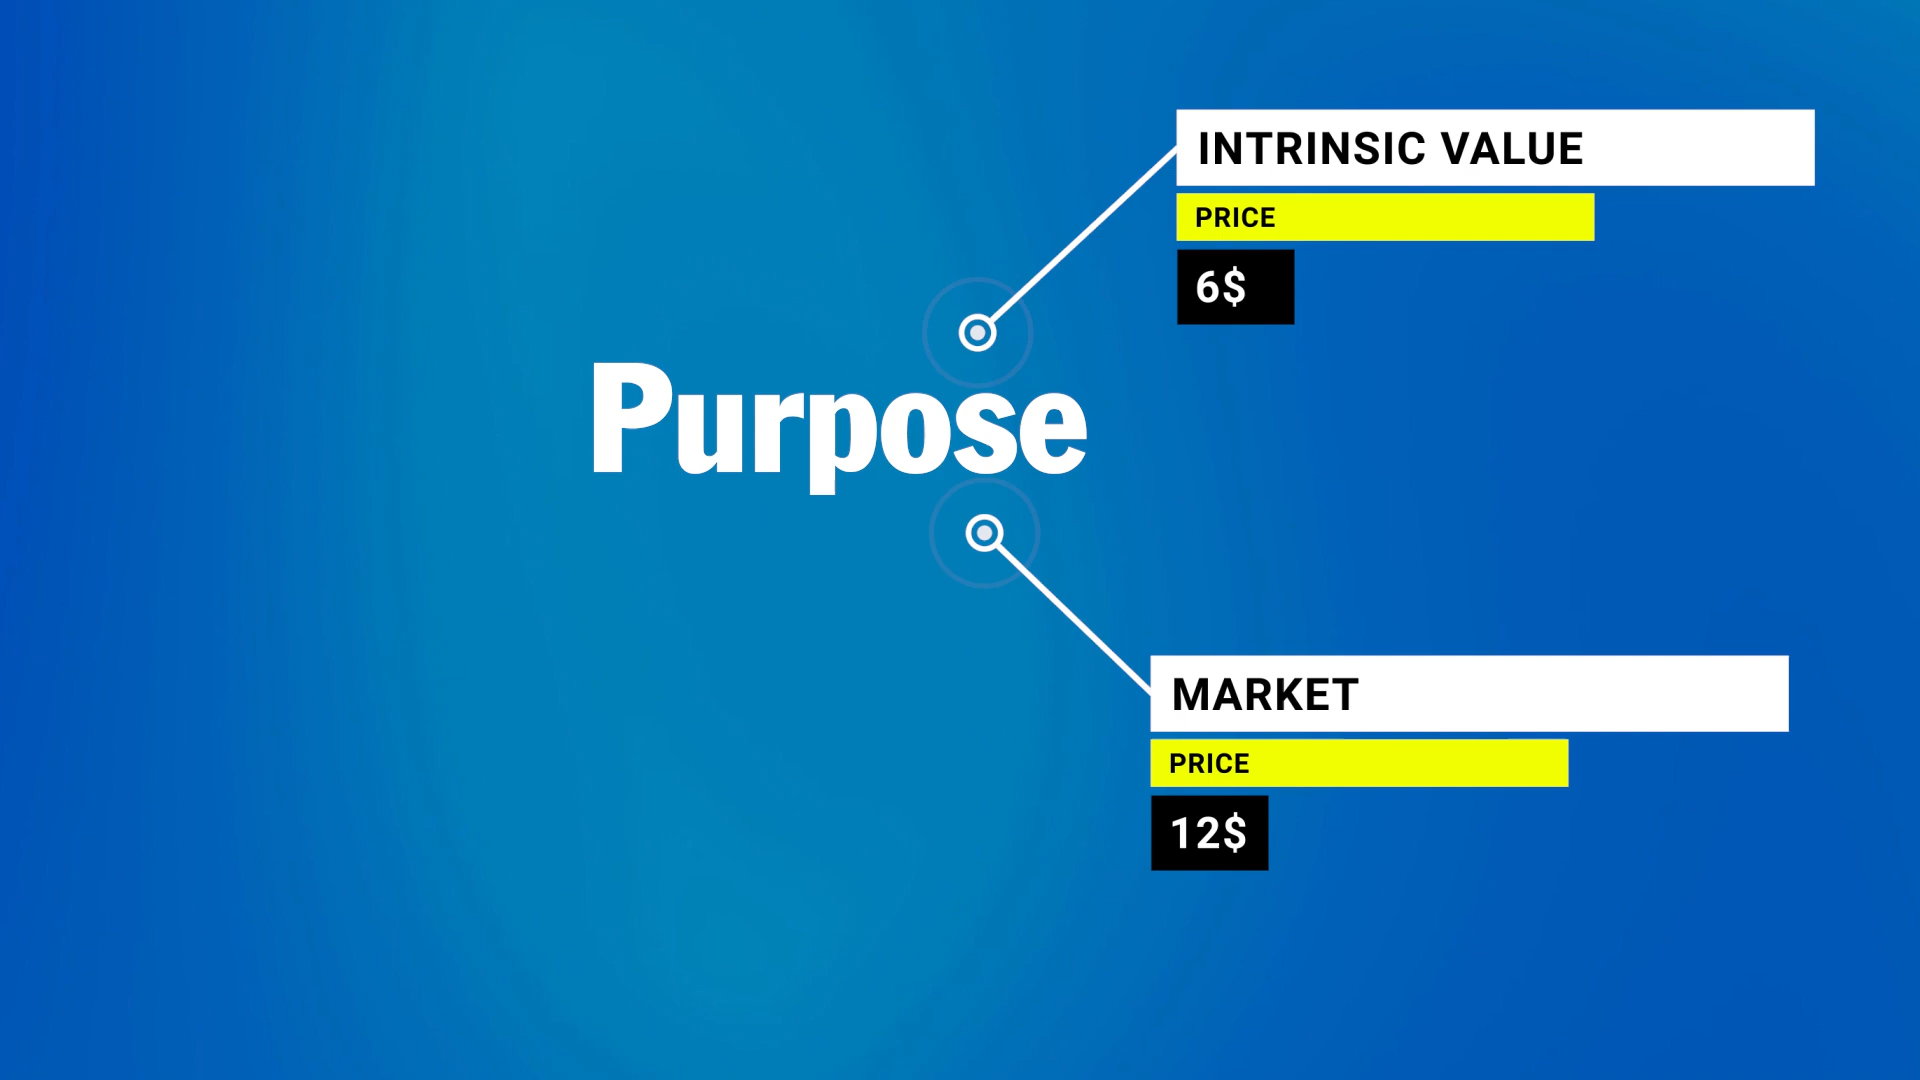 INTRINSIC VALUE
PRICE
6$
Purpose
MARKET
PRICE
12$